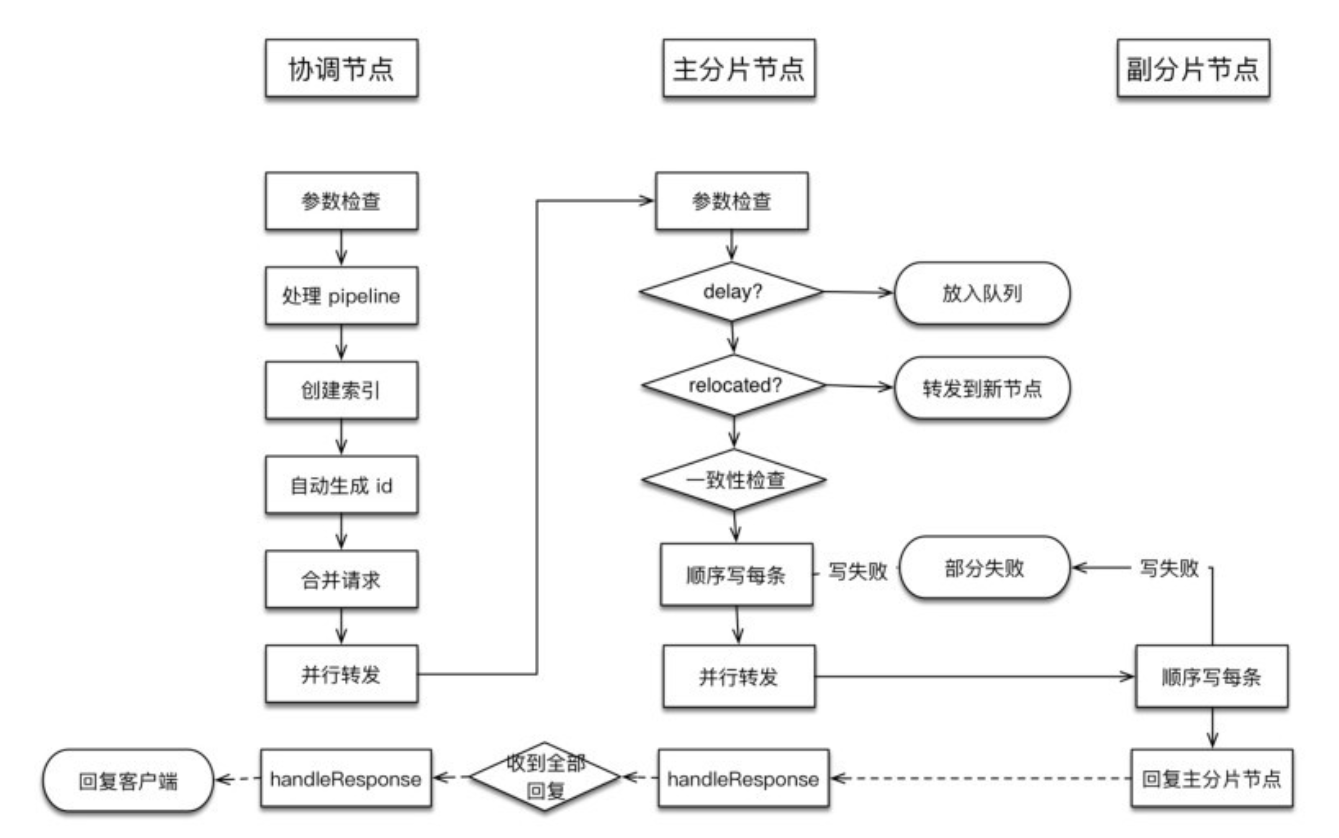 协调节点
主分片节点
副分片节点
参数检查
参数检查
处理 pipeline
delay?
放入队列
创建索引
relocated?
转发到新节点
自动生成 id
一致性检查
合并请求
顺序写每条
写失败
部分失败
写失败
并行转发
并行转发
顺序写每条
回复客户端
handleResponse
收到全部
回复
handleResponse
回复主分片节点